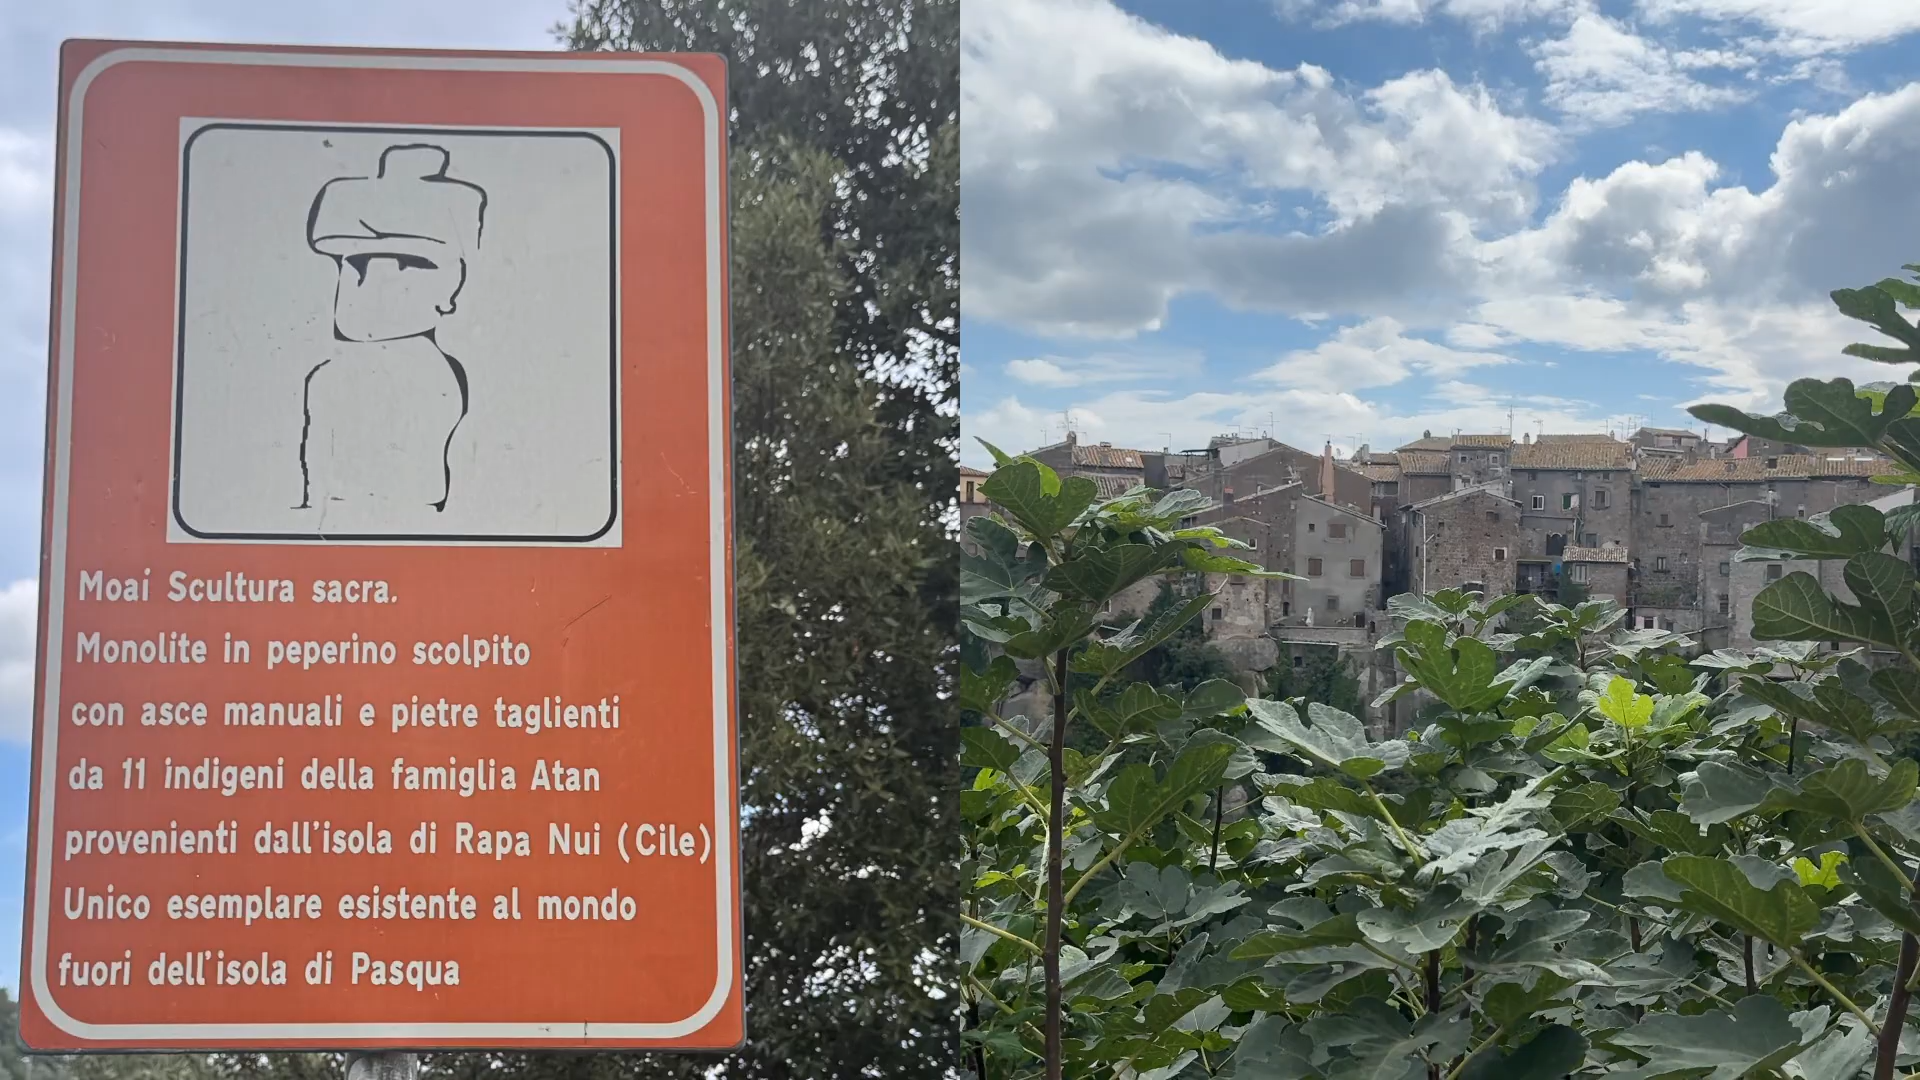 Moai Scultura sacra.
Monolite in peperino scolpito
con asce manuali e pietre taglienti
da 11 indigeni della famiglia Atan
provenienti dall'isola di Rapa Nui (Cile)
Unico esemplare esistente al mondo
fuori dell'isola di Pasqua